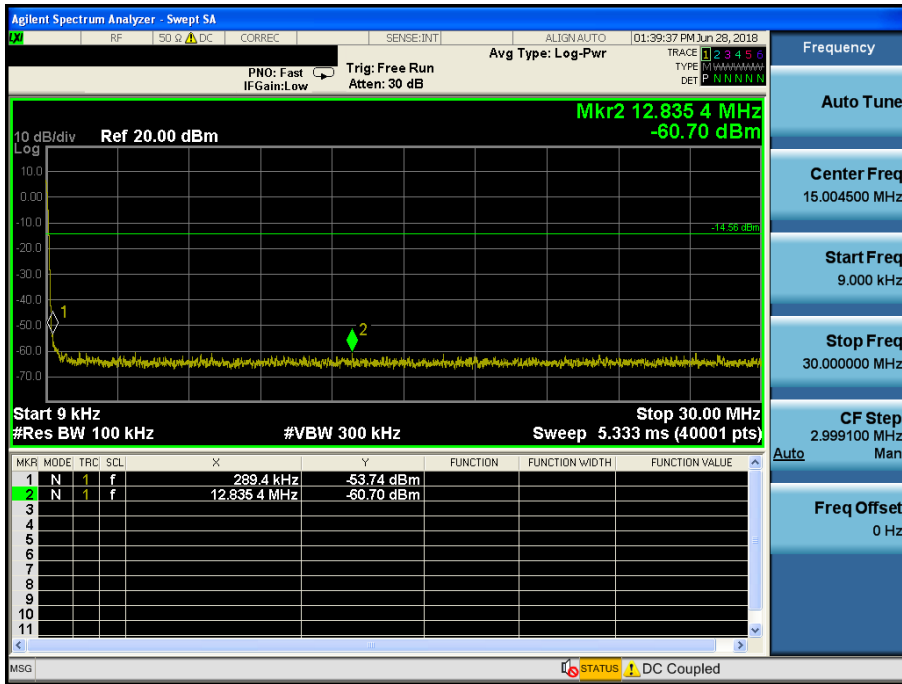 Agilent Spectrum Analyzer - Swept SA
LXI RF 50 Ω DC CORREC SENSE:INT ALIGN AUTO 01:39:37 PM Jun 28, 2018
Avg Type: Log-Pwr
TRACE 1 2 3 4 5 6
TYPE M
DET P N N N N N
PNO: Fast
IFGain:Low
Trig: Free Run
Atten: 30 dB
Mkr2 12.835 4 MHz
-60.70 dBm
10 dB/div
Log
Ref 20.00 dBm
10.0
0.00
-10.0
-14.56 dBm
-20.0
-30.0
-40.0
-50.0
-60.0
-70.0
1
2
Start 9 kHz
Stop 30.00 MHz
#Res BW 100 kHz
#VBW 300 kHz
Sweep 5.333 ms (40001 pts)
MKR MODE TRC SCL X Y FUNCTION FUNCTION WIDTH FUNCTION VALUE
1 N 1 f 289.4 kHz -53.74 dBm
2 N 1 f 12.835 4 MHz -60.70 dBm
3
4
5
6
7
8
9
10
11
MSG
STATUS
DC Coupled
Frequency
Auto Tune
Center Freq
15.004500 MHz
Start Freq
9.000 kHz
Stop Freq
30.000000 MHz
CF Step
2.999100 MHz
Auto Man
Freq Offset
0 Hz